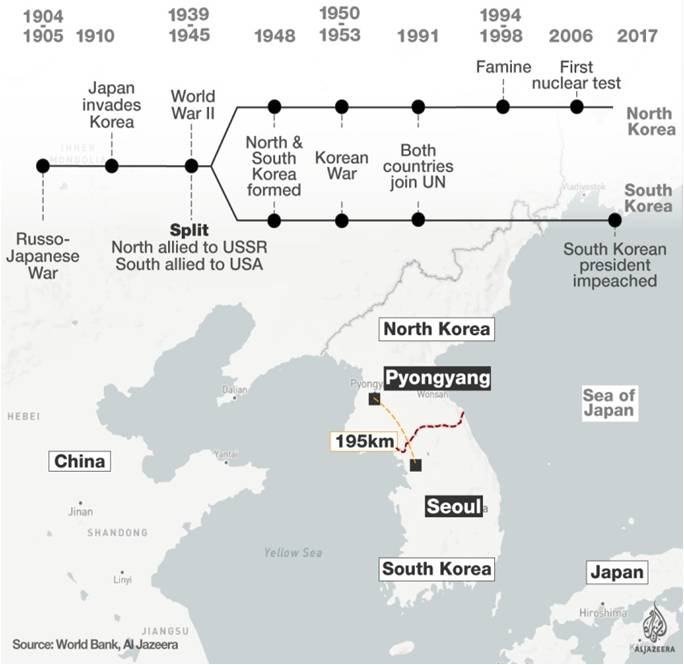 1904
-
1905
1910
1939
-
1945
1948
1950
-
1953
1991
1994
-
1998
2006
2017
Famine
First
nuclear test
Japan
invades
Korea
World
War II
North
Korea
North &
South
Korea
formed
Korean
War
Both
countries
join UN
INNER
MONGOLIA
Vladivostok
South
Korea
Russo-
Japanese
War
Split
North allied to USSR
South allied to USA
South Korean
president
impeached
North Korea
Pyongy
Pyongyang
Dalian
Wonsan
Sea of
Japan
HEBEI
195km
China
Yantai
Jinan
Seoul
SHANDONG
Yellow Sea
South Korea
Japan
Linyi
Hiroshima
JIANGSU
Source: World Bank, Al Jazeera
ALJAZEERA